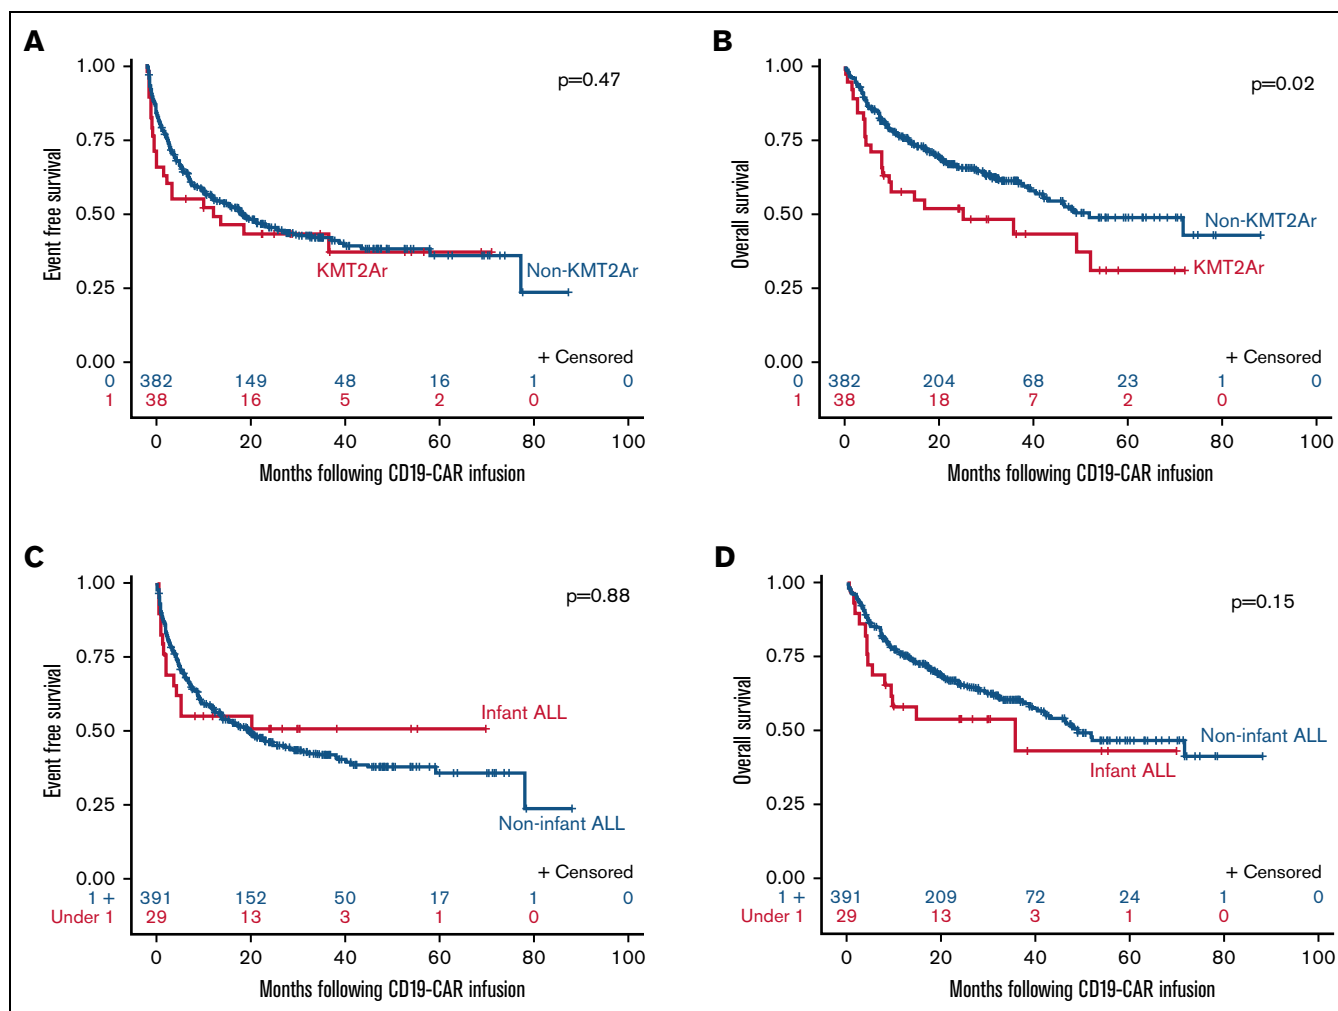 A
1.00
0.75
0.50
0.25
0.00
Event free survival
p=0.47
KMT2Ar
Non-KMT2Ar
+ Censored
0 382 149 48 16 1 0
1 38 16 5 2 0
0 20 40 60 80 100
Months following CD19-CAR infusion
B
1.00
0.75
0.50
0.25
0.00
Overall survival
p=0.02
Non-KMT2Ar
KMT2Ar
+ Censored
0 382 204 68 23 1 0
1 38 18 7 2 0
0 20 40 60 80 100
Months following CD19-CAR infusion
C
1.00
0.75
0.50
0.25
0.00
Event free survival
p=0.88
Infant ALL
Non-infant ALL
+ Censored
1 + 391 152 50 17 1 0
Under 1 29 13 3 1 0
0 20 40 60 80 100
Months following CD19-CAR infusion
D
1.00
0.75
0.50
0.25
0.00
Overall survival
p=0.15
Non-infant ALL
Infant ALL
+ Censored
1 + 391 209 72 24 1 0
Under 1 29 13 3 1 0
0 20 40 60 80 100
Months following CD19-CAR infusion